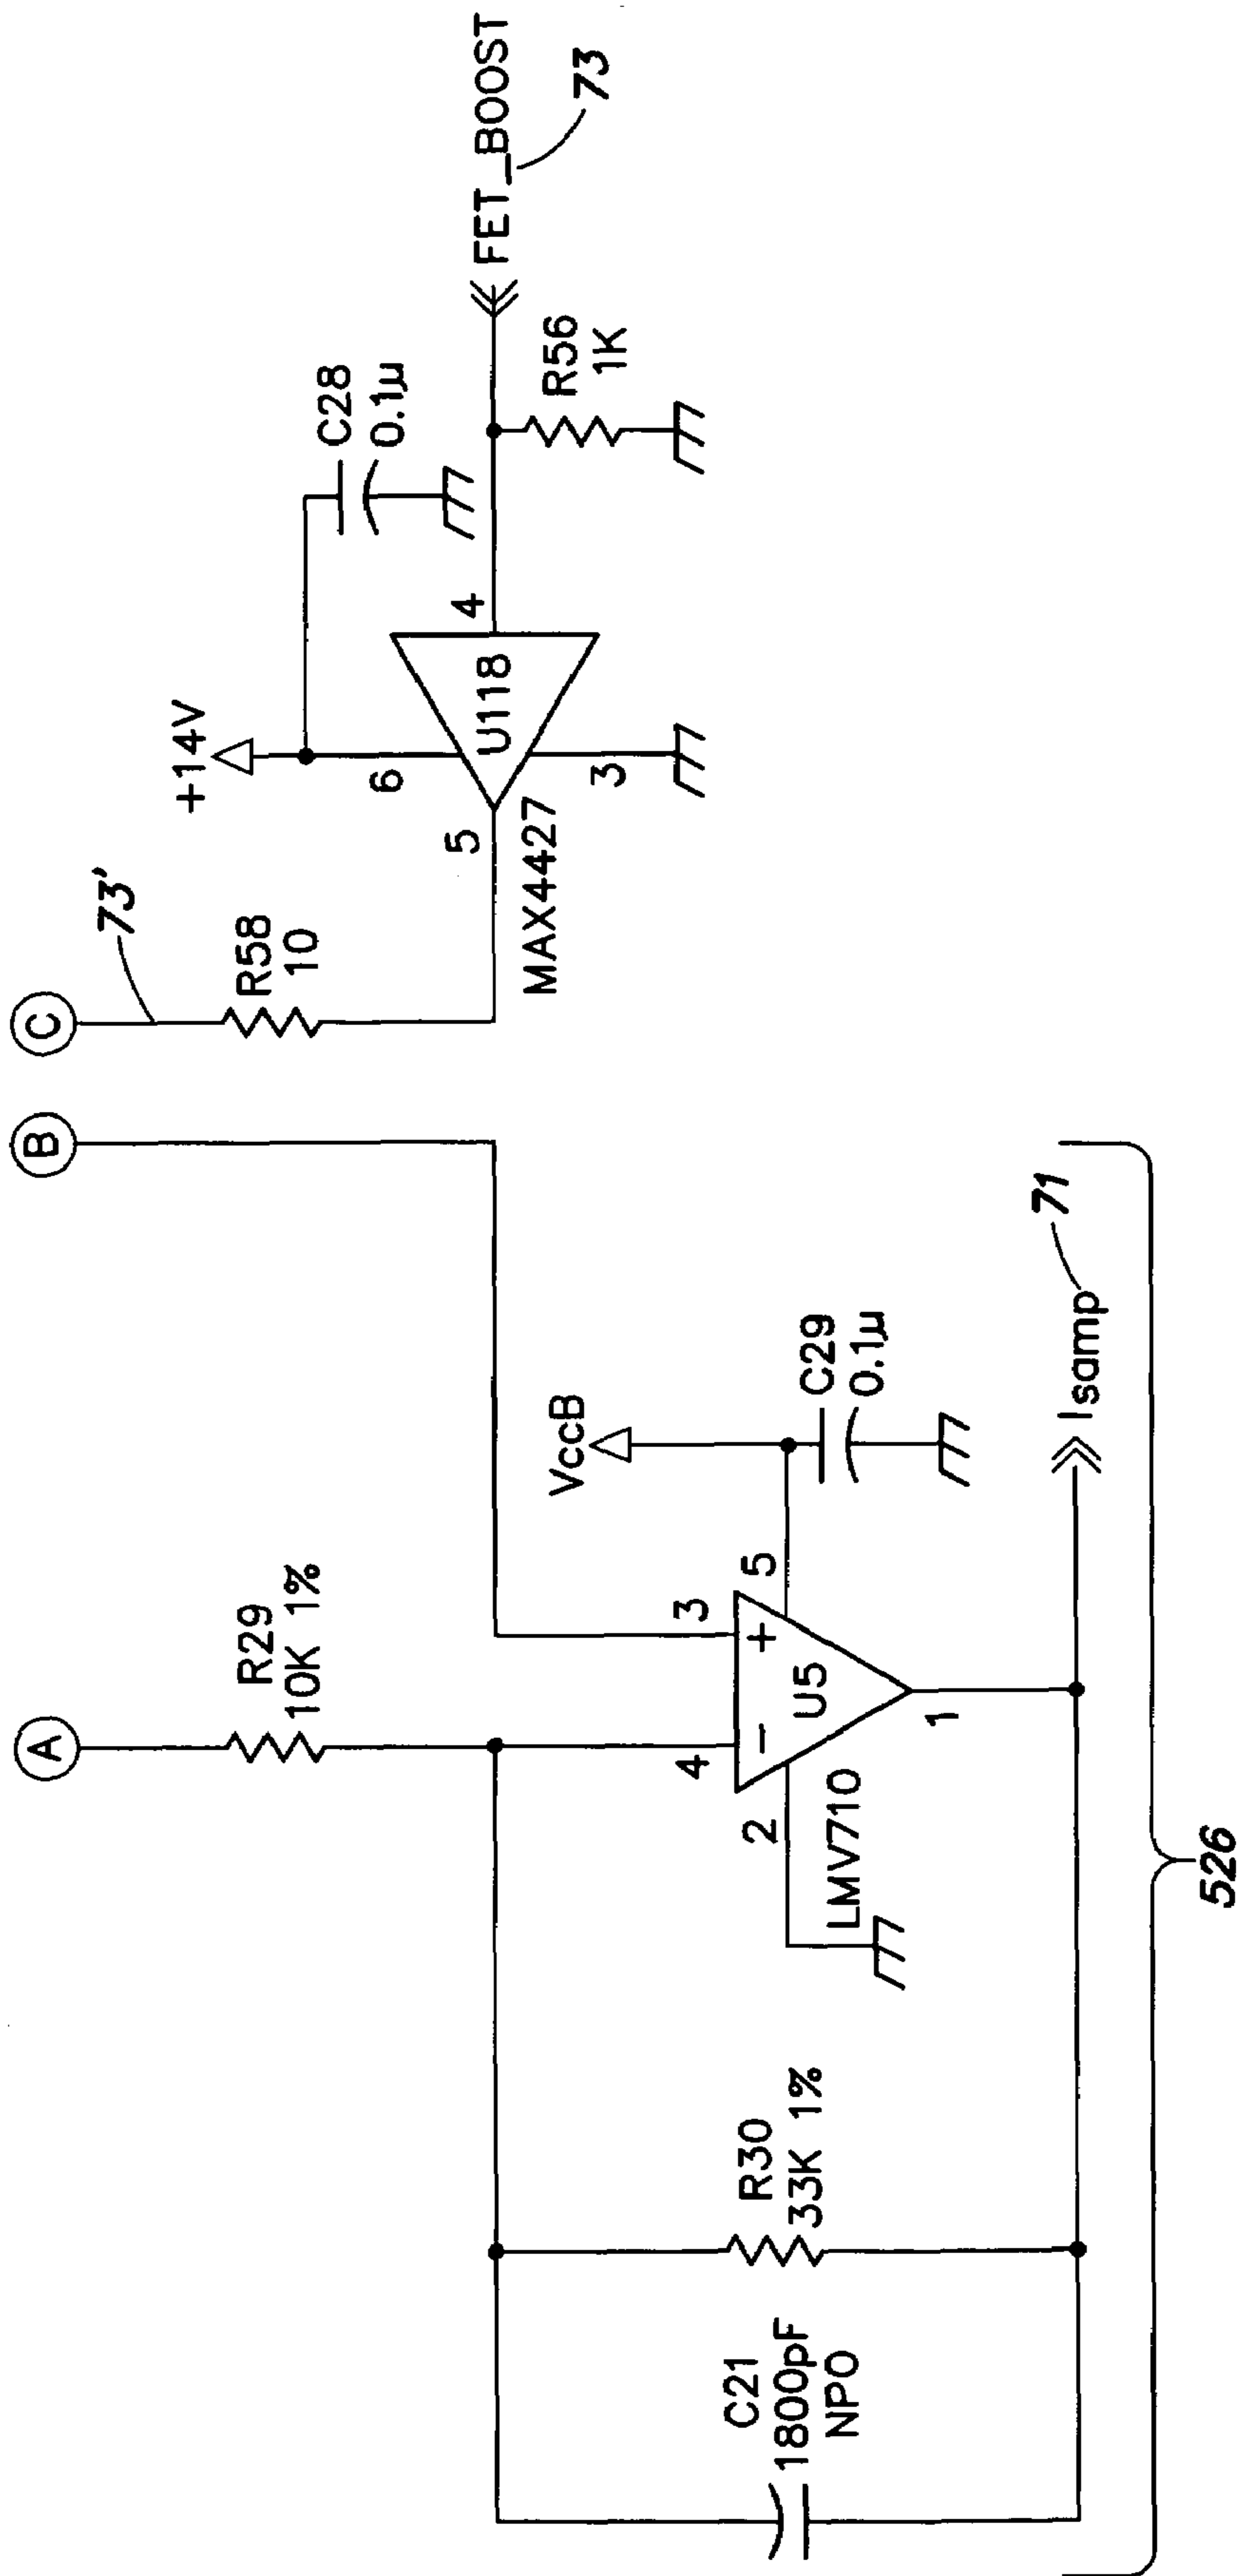 A
B
C
73'
R29
10K 1%
R58
10
+14V
C28
0.1µ
6
5
4
3
U118
MAX4427
FET_BOOST
73
R56
1K
VccB
C29
0.1µ
4
3
2
5
1
−
+
U5
LMV710
C21
1800pF
NPO
R30
33K 1%
Isamp
71
526